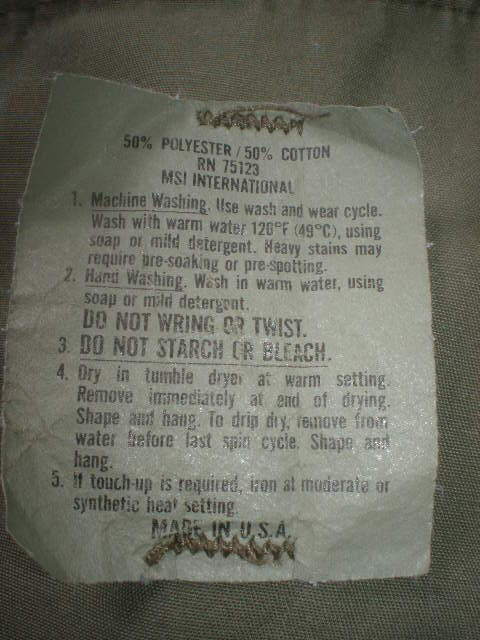 50% POLYESTER / 50% COTTON
RN 75123
MSI INTERNATIONAL
1. Machine Washing. Use wash and wear cycle.
Wash with warm water 120°F (49°C), using
soap or mild detergent. Heavy stains may
require pre-soaking or pre-spotting.
2. Hand Washing. Wash in warm water, using
soap or mild detergent.
DO NOT WRING OR TWIST.
3. DO NOT STARCH OR BLEACH.
4. Dry in tumble dryer at warm setting.
Remove immediately at end of drying.
Shape and hang. To drip dry, remove from
water before last spin cycle. Shape and
hang.
5. If touch-up is required, iron at moderate or
synthetic heat setting.
MADE IN U.S.A.